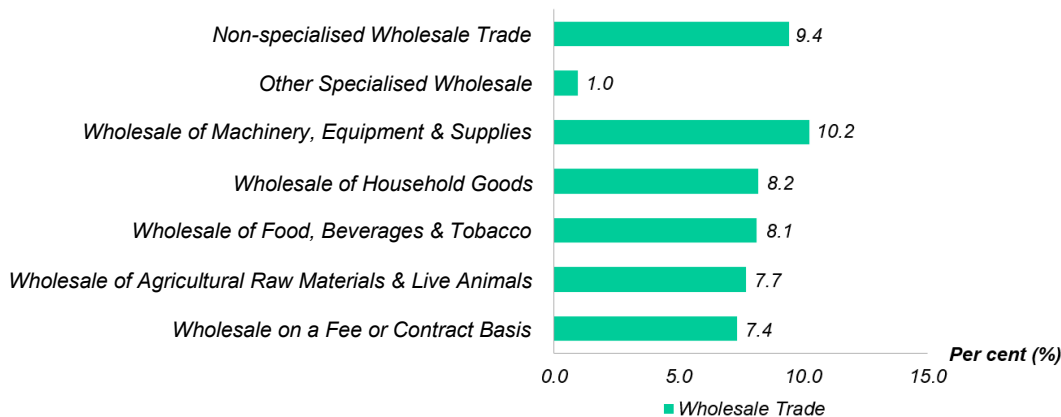 Non-specialised Wholesale Trade 9.4
Other Specialised Wholesale 1.0
Wholesale of Machinery, Equipment & Supplies 10.2
Wholesale of Household Goods 8.2
Wholesale of Food, Beverages & Tobacco 8.1
Wholesale of Agricultural Raw Materials & Live Animals 7.7
Wholesale on a Fee or Contract Basis 7.4
Per cent (%)
0.0 5.0 10.0 15.0
Wholesale Trade